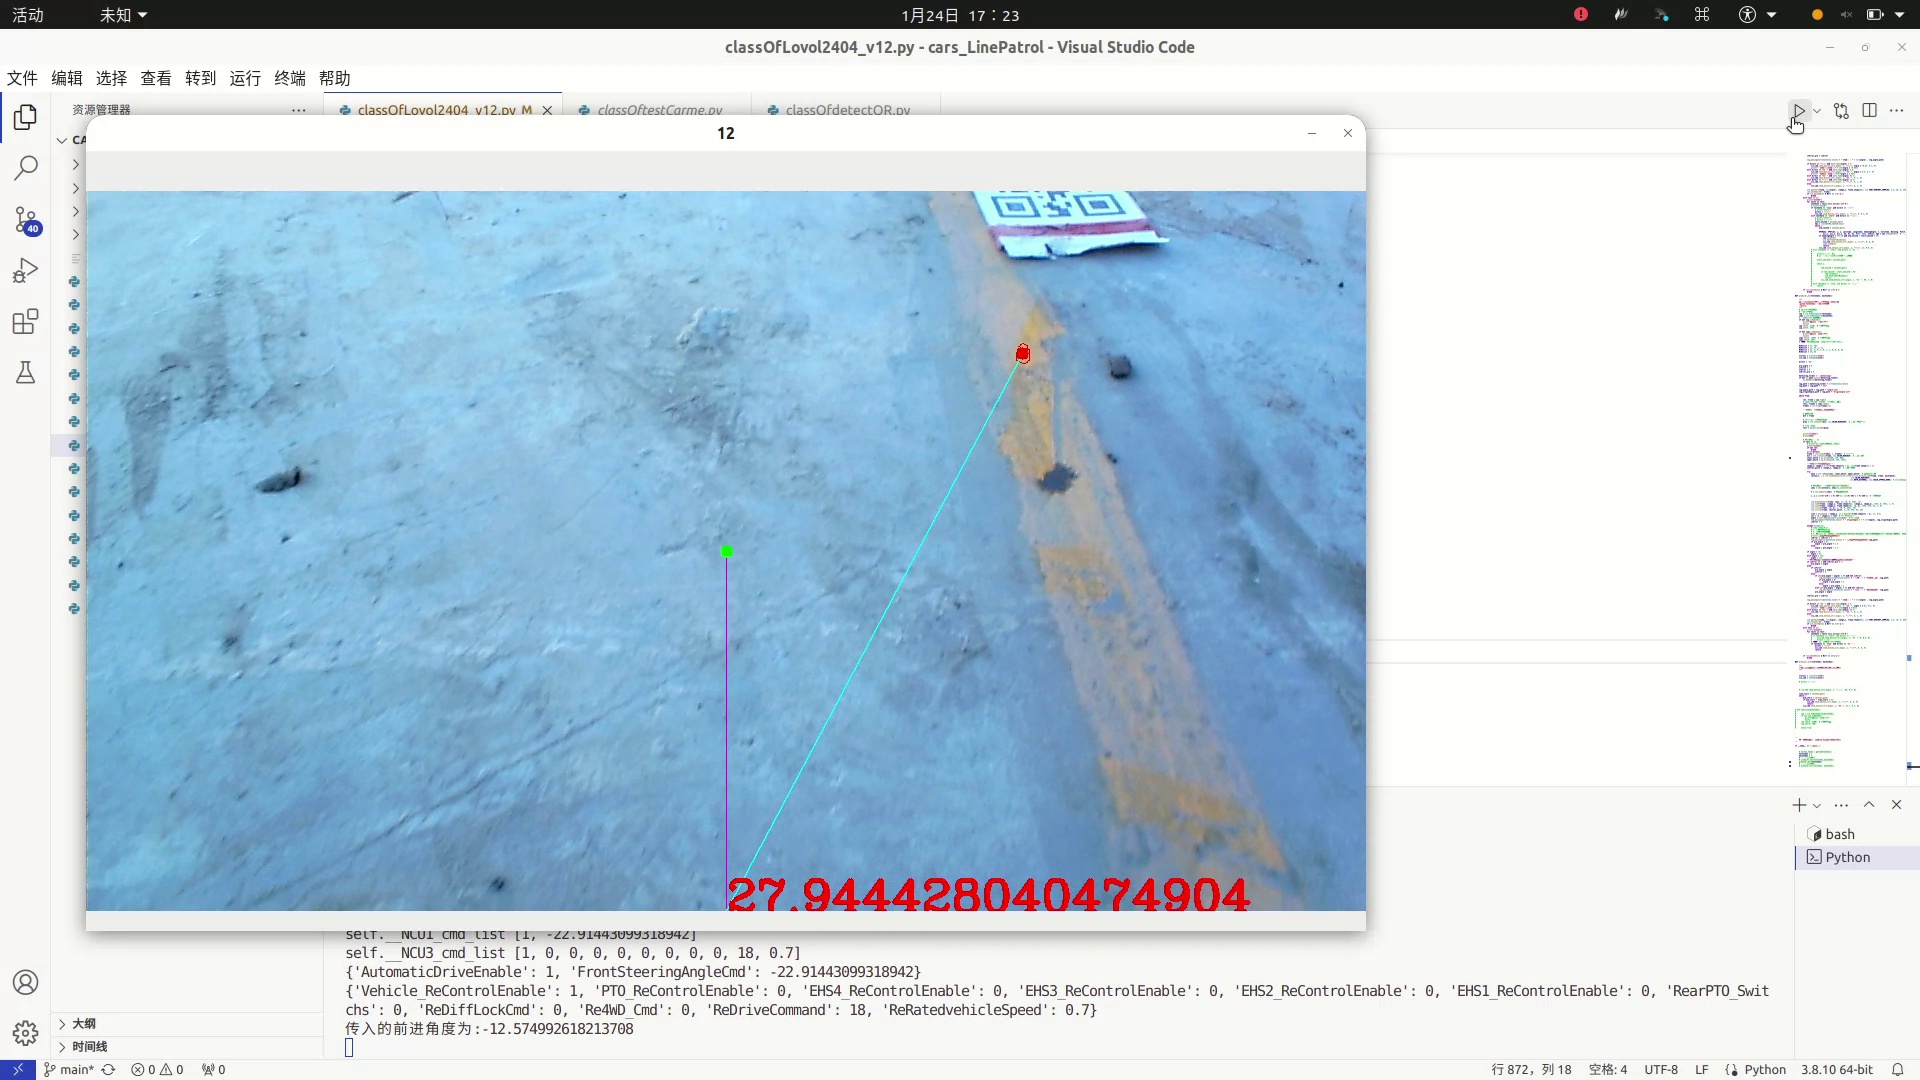 活动
未知
1月24日 17：23
classOfLovol2404_v12.py - cars_LinePatrol - Visual Studio Code
文件 编辑 选择 查看 转到 运行 终端 帮助
资源管理器
classOfLovol2404_v12.py M
classOftestCarme.py
classOfdetectQR.py
CA
12
40
27.944428040474904
self.__NCU1_cmd_list [1, -22.91443099318942]
self.__NCU3_cmd_list [1, 0, 0, 0, 0, 0, 0, 0, 0, 18, 0.7]
{'AutomaticDriveEnable': 1, 'FrontSteeringAngleCmd': -22.91443099318942}
{'Vehicle_ReControlEnable': 1, 'PTO_ReControlEnable': 0, 'EHS4_ReControlEnable': 0, 'EHS3_ReControlEnable': 0, 'EHS2_ReControlEnable': 0, 'EHS1_ReControlEnable': 0, 'RearPTO_Swit
chs': 0, 'ReDiffLockCmd': 0, 'Re4WD_Cmd': 0, 'ReDriveCommand': 18, 'ReRatedvehicleSpeed': 0.7}
传入的前进角度为:-12.574992618213708
bash
Python
大纲
时间线
main*
0 0
0
行 872，列 18
空格: 4
UTF-8
LF
Python
3.8.10 64-bit